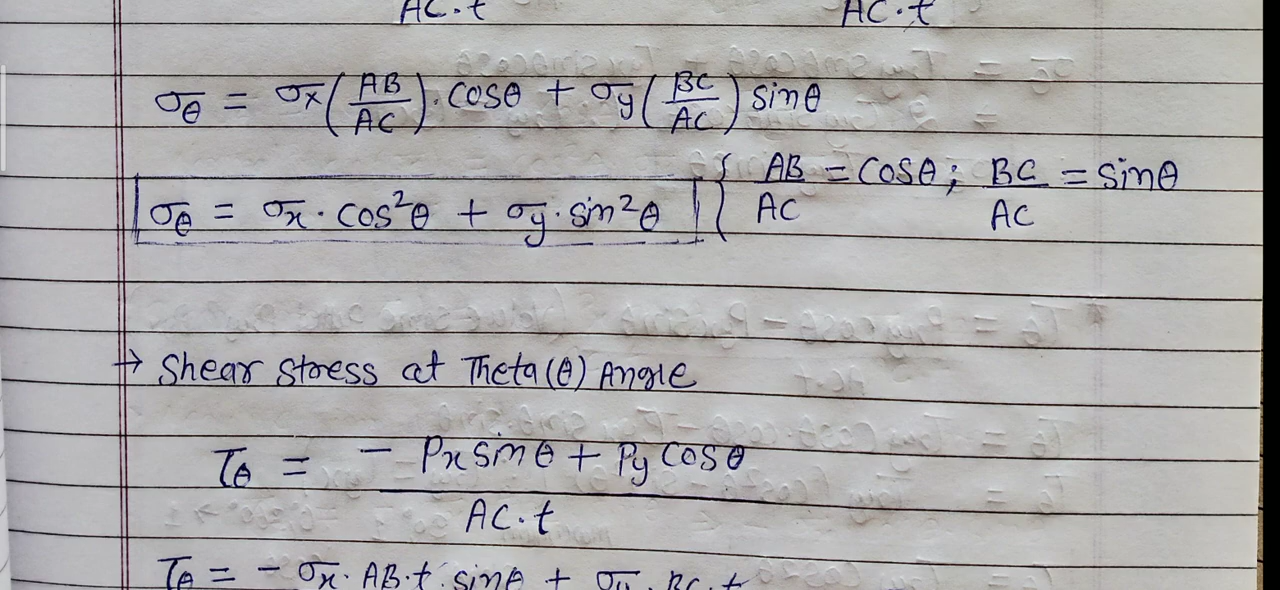 AC.t AC.t
σθ = σx(AB/AC).cosθ + σy(BC/AC) sinθ
σθ = σx.cos²θ + σy.sin²θ { AB/AC = cosθ; BC/AC = sinθ
→ Shear Stress at Theta(θ) Angle
τθ = - Px sinθ + Py cosθ / AC.t
τθ = - σx. AB.t. sinθ + σy. BC.t